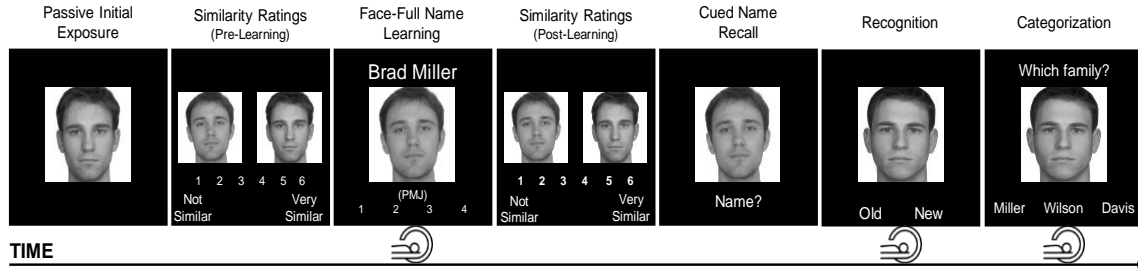 Passive Initial
Exposure
Similarity Ratings
(Pre-Learning)
1 2 3 4 5 6
Not
Similar
Very
Similar
Face-Full Name
Learning
Brad Miller
(PMJ)
1 2 3 4
Similarity Ratings
(Post-Learning)
1 2 3 4 5 6
Not
Similar
Very
Similar
Cued Name
Recall
Name?
Recognition
Old New
Categorization
Which family?
Miller Wilson Davis
TIME